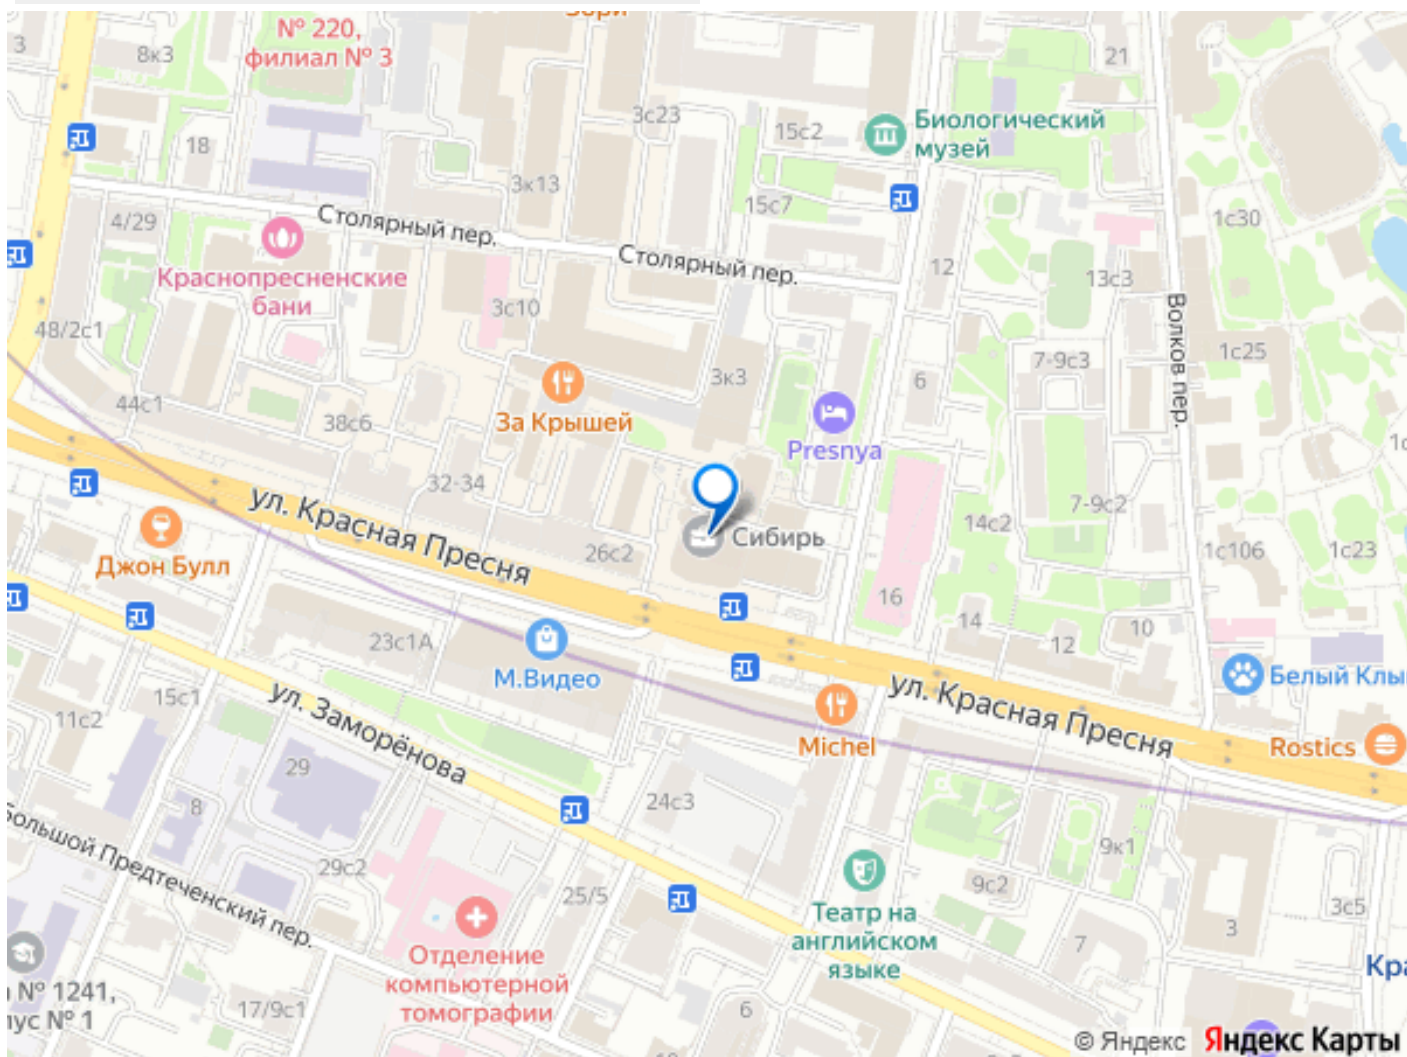 № 220,
филиал № 3
3
8к3
21
3с23
15с2
Биологический
музей
18
3к13
15с7
4/29
Столярный пер.
1с30
Краснопресненские
бани
Столярный пер.
12
13с3
3с10
48/2с1
Волков пер.
7-9с3
1с25
3к3
6
44с1
38с6
За Крышей
Presnya
32-34
ул. Красная Пресня
7-9с2
14с2
Сибирь
26с2
1с106
1с23
Джон Булл
16
14
10
12
23с1А
М.Видео
Белый Клы
15с1
11с2
ул. Заморёнова
ул. Красная Пресня
Michel
Rostics
29
24с3
8
Большой Предтеченский пер.
29с2
9к1
9с2
25/5
3с5
Театр на
английском
языке
7
3
Отделение
компьютерной
томографии
№ 1241,
пус № 1
17/9с1
6
© Яндекс Яндекс Карты